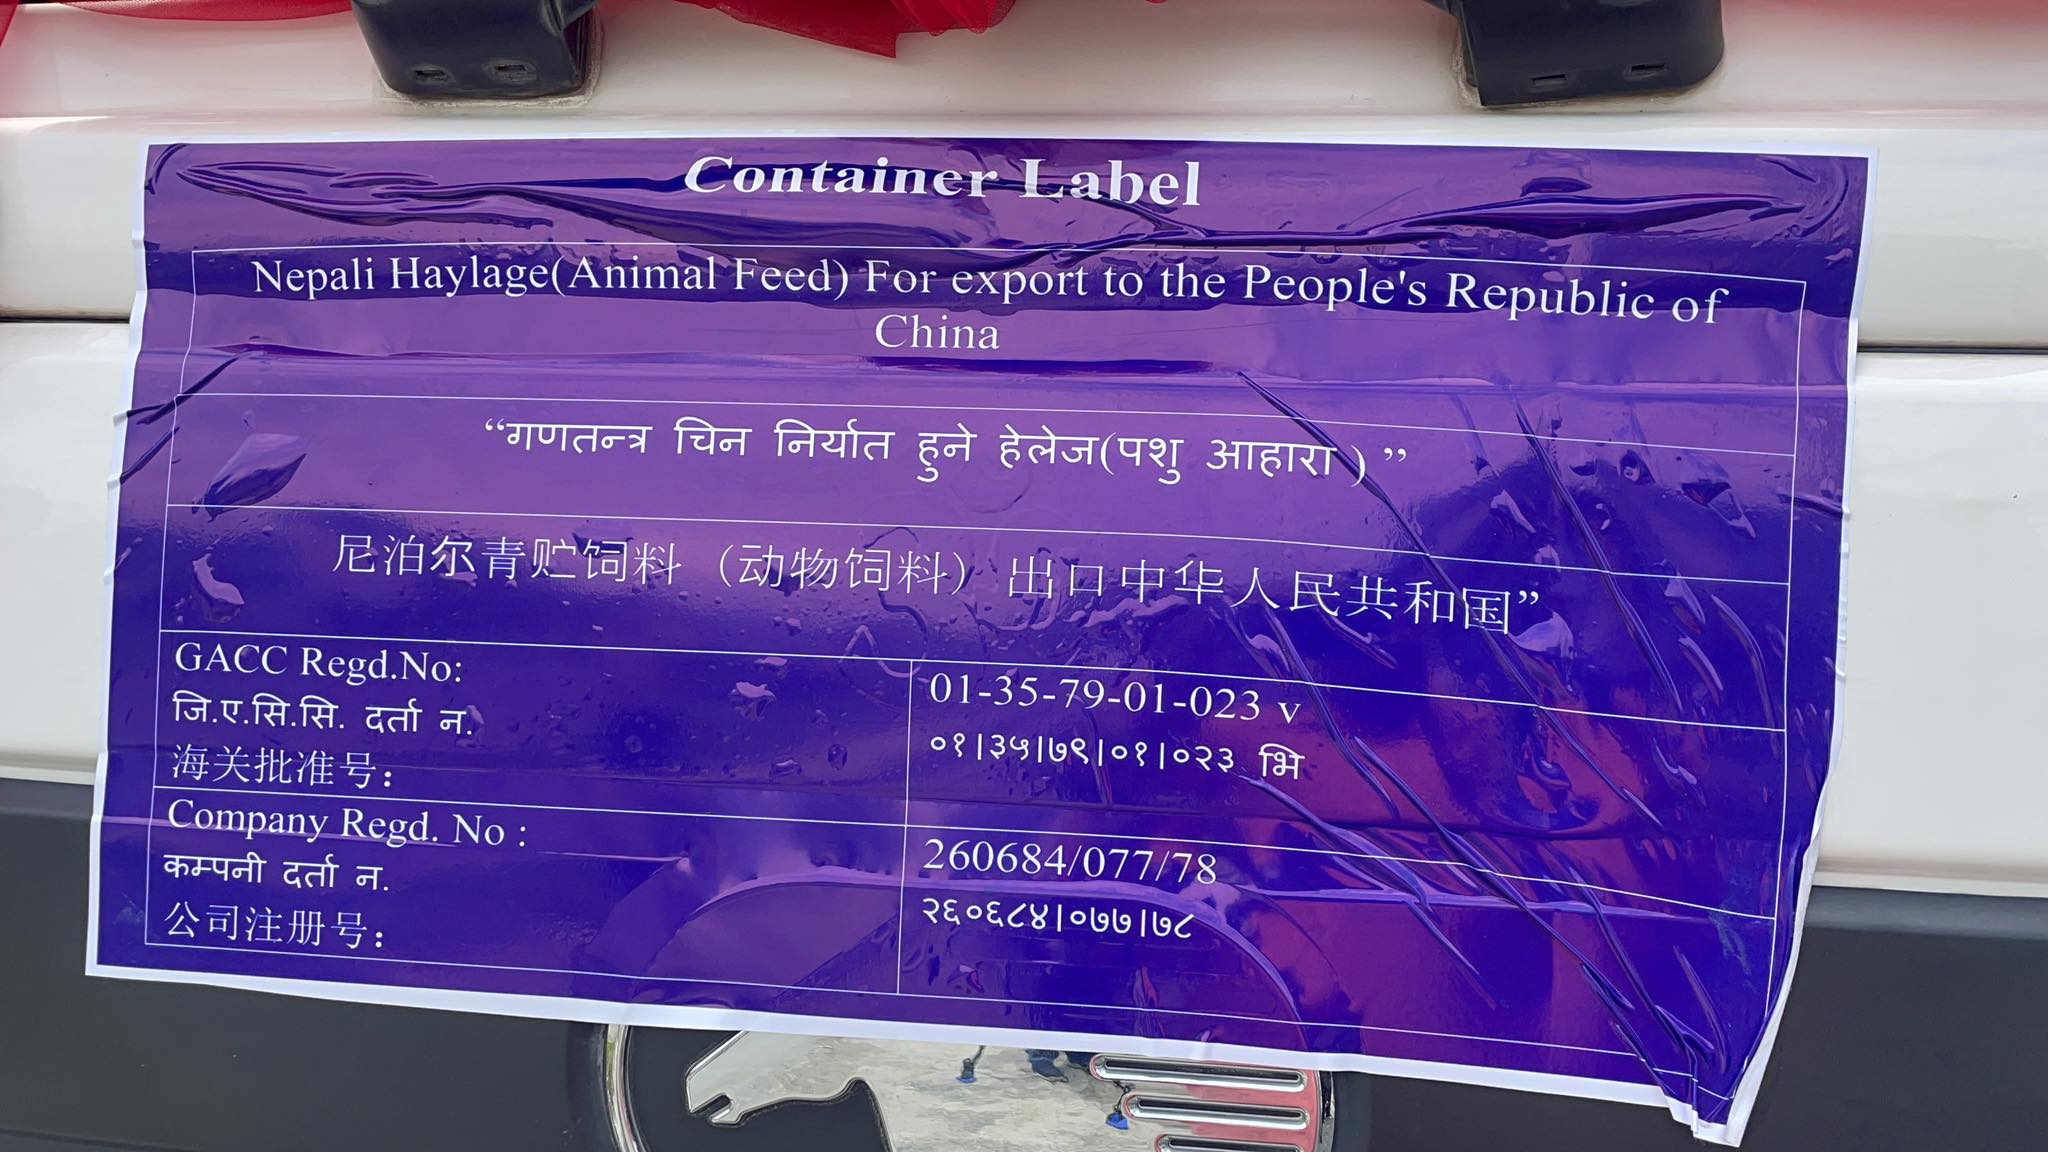 Container Label
Nepali Haylage(Animal Feed) For export to the People's Republic of
China
“गणतन्त्र चिन निर्यात हुने हेलेज(पशु आहारा ) ”
尼泊尔青贮饲料（动物饲料）出口中华人民共和国”
GACC Regd.No:
जि.ए.सि.सि. दर्ता न.
海关批准号：
01-35-79-01-023 v
०१|३५|७९|०१|०२३ भि
Company Regd. No :
कम्पनी दर्ता न.
公司注册号：
260684/077/78
२६०६८४|०७७|७८